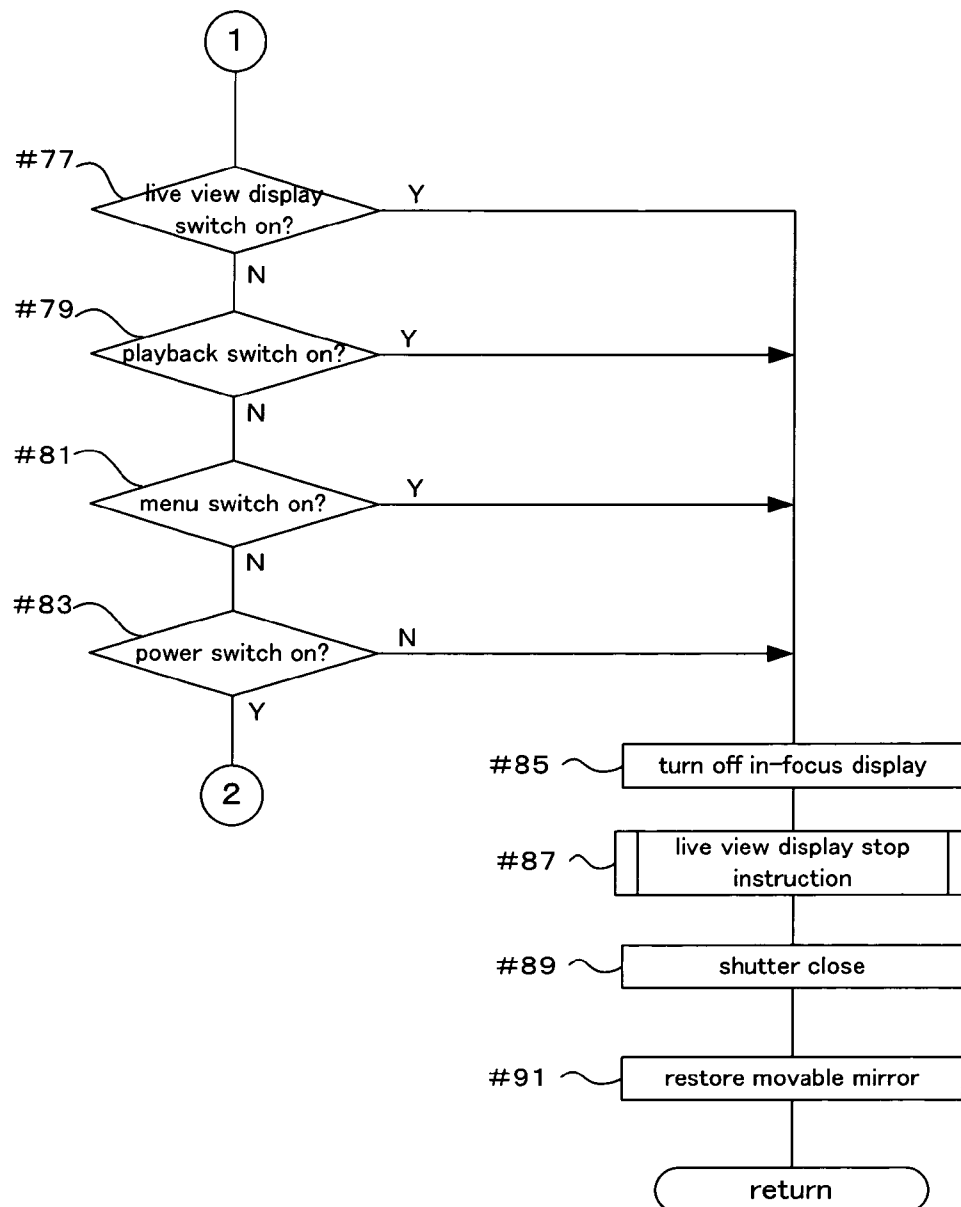 1
#77
live view display
switch on?
Y
N
#79
playback switch on?
Y
N
#81
menu switch on?
Y
N
#83
power switch on?
N
Y
2
#85
turn off in-focus display
#87
live view display stop
instruction
#89
shutter close
#91
restore movable mirror
return